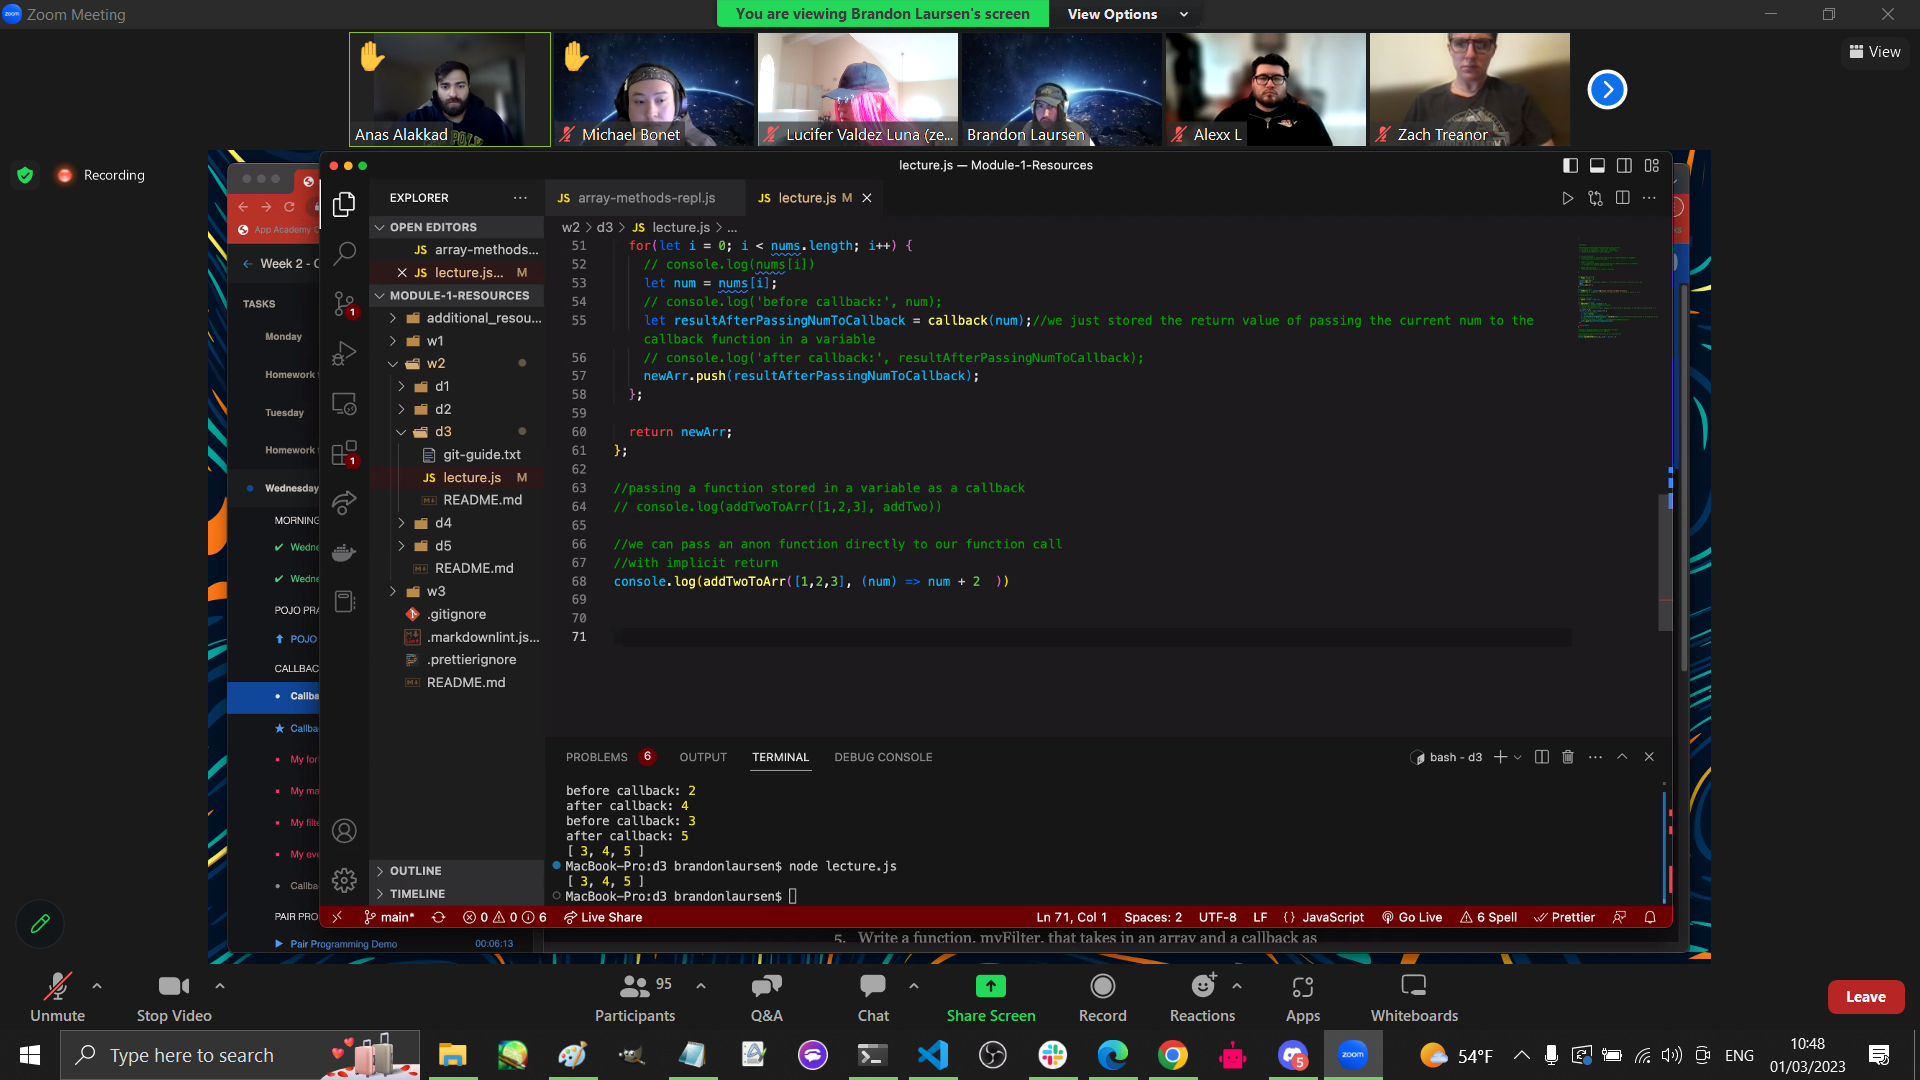 Zoom Meeting
You are viewing Brandon Laursen's screen
View Options
View
Anas Alakkad
Michael Bonet
Lucifer Valdez Luna (ze...
Brandon Laursen
Alexx L
Zach Treanor
Recording
lecture.js — Module-1-Resources
App Academy
Week 2 -
TASKS
Monday
Homework
Tuesday
Homework
Wednesday
MORNING
Wedne
Wedne
POJO PRA
POJO
CALLBAC
Callba
Callba
My for
My ma
My filte
My eve
Callba
PAIR PRO
Pair Programming Demo 00:06:13
EXPLORER
OPEN EDITORS
JS array-methods...
JS lecture.js... M
MODULE-1-RESOURCES
additional_resou...
w1
w2
d1
d2
d3
git-guide.txt
JS lecture.js M
README.md
d4
d5
README.md
w3
.gitignore
.markdownlint.js...
.prettierignore
README.md
OUTLINE
TIMELINE
JS array-methods-repl.js
JS lecture.js M
w2 > d3 > JS lecture.js > ...
51 for(let i = 0; i < nums.length; i++) {
52 // console.log(nums[i])
53 let num = nums[i];
54 // console.log('before callback:', num);
55 let resultAfterPassingNumToCallback = callback(num);//we just stored the return value of passing the current num to the
callback function in a variable
56 // console.log('after callback:', resultAfterPassingNumToCallback);
57 newArr.push(resultAfterPassingNumToCallback);
58 };
59
60 return newArr;
61 };
62
63 //passing a function stored in a variable as a callback
64 // console.log(addTwoToArr([1,2,3], addTwo))
65
66 //we can pass an anon function directly to our function call
67 //with implicit return
68 console.log(addTwoToArr([1,2,3], (num) => num + 2  ))
69
70
71
PROBLEMS 6 OUTPUT TERMINAL DEBUG CONSOLE
bash - d3
before callback: 2
after callback: 4
before callback: 3
after callback: 5
[ 3, 4, 5 ]
MacBook-Pro:d3 brandonlaursen$ node lecture.js
[ 3, 4, 5 ]
MacBook-Pro:d3 brandonlaursen$
main* 0 0 6 Live Share
Ln 71, Col 1 Spaces: 2 UTF-8 LF {} JavaScript Go Live 6 Spell Prettier
5. Write a function, myFilter, that takes in an array and a callback as
Unmute
Stop Video
95
Participants
Q&A
Chat
Share Screen
Record
Reactions
Apps
Whiteboards
Leave
Type here to search
5
zoom
54°F
ENG
10:48
01/03/2023